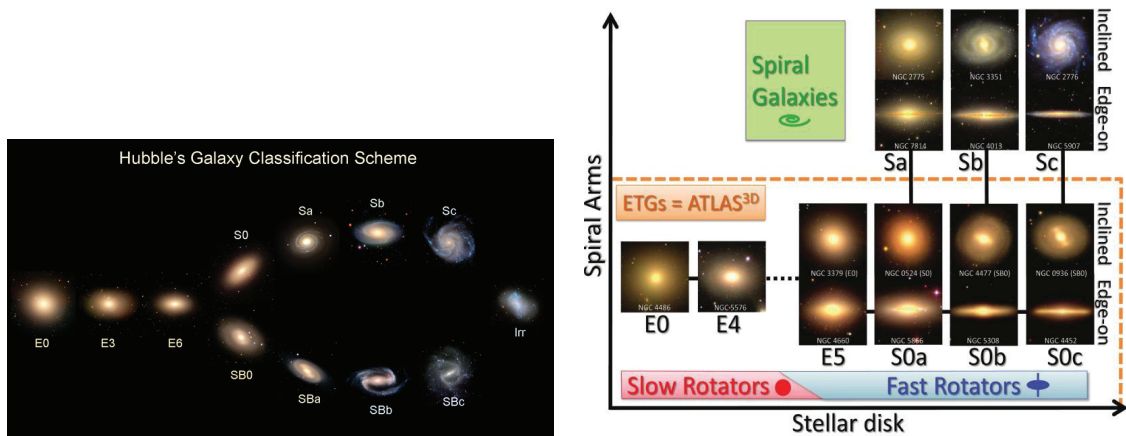 Hubble's Galaxy Classification Scheme
Sa
Sb
Sc
S0
E0
E3
E6
Irr
SB0
SBa
SBb
SBc
Spiral Arms
Spiral
Galaxies
NGC 2775
NGC 3351
NGC 2776
Inclined
NGC 7814
NGC 4013
NGC 5907
Edge-on
Sa
Sb
Sc
ETGs = ATLAS³ᴰ
NGC 3379 (E0)
NGC 0524 (S0)
NGC 4477 (SB0)
NGC 0936 (SB0)
Inclined
NGC 4486
NGC 5576
E0
E4
NGC 4660
NGC 5866
NGC 5308
NGC 4452
Edge-on
E5
S0a
S0b
S0c
Slow Rotators
Fast Rotators
Stellar disk